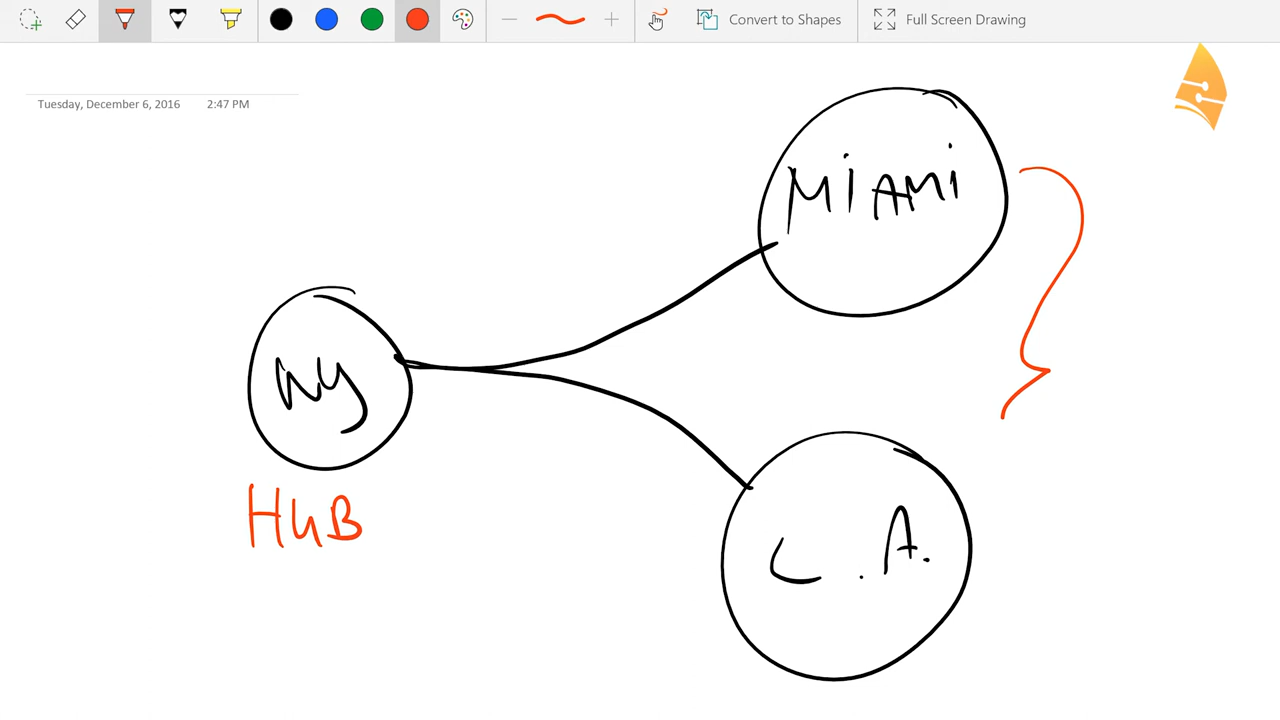 Convert to Shapes
Full Screen Drawing
Tuesday, December 6, 2016 2:47 PM
MiAMi
NY
HUB
L.A.